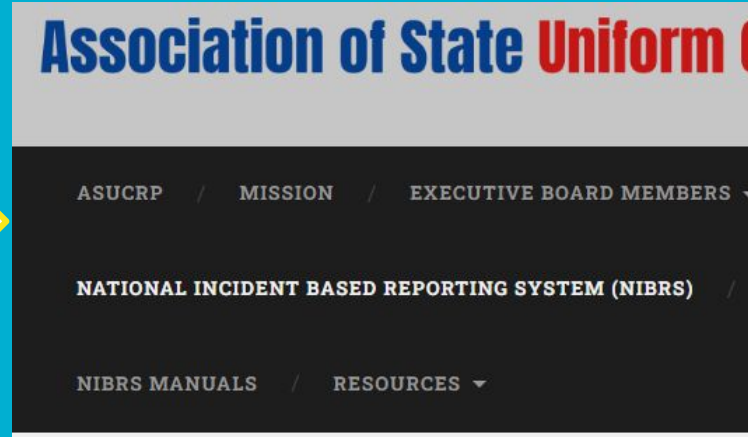 Association of State Uniform
ASUCRP / MISSION / EXECUTIVE BOARD MEMBERS
NATIONAL INCIDENT BASED REPORTING SYSTEM (NIBRS) /
NIBRS MANUALS / RESOURCES